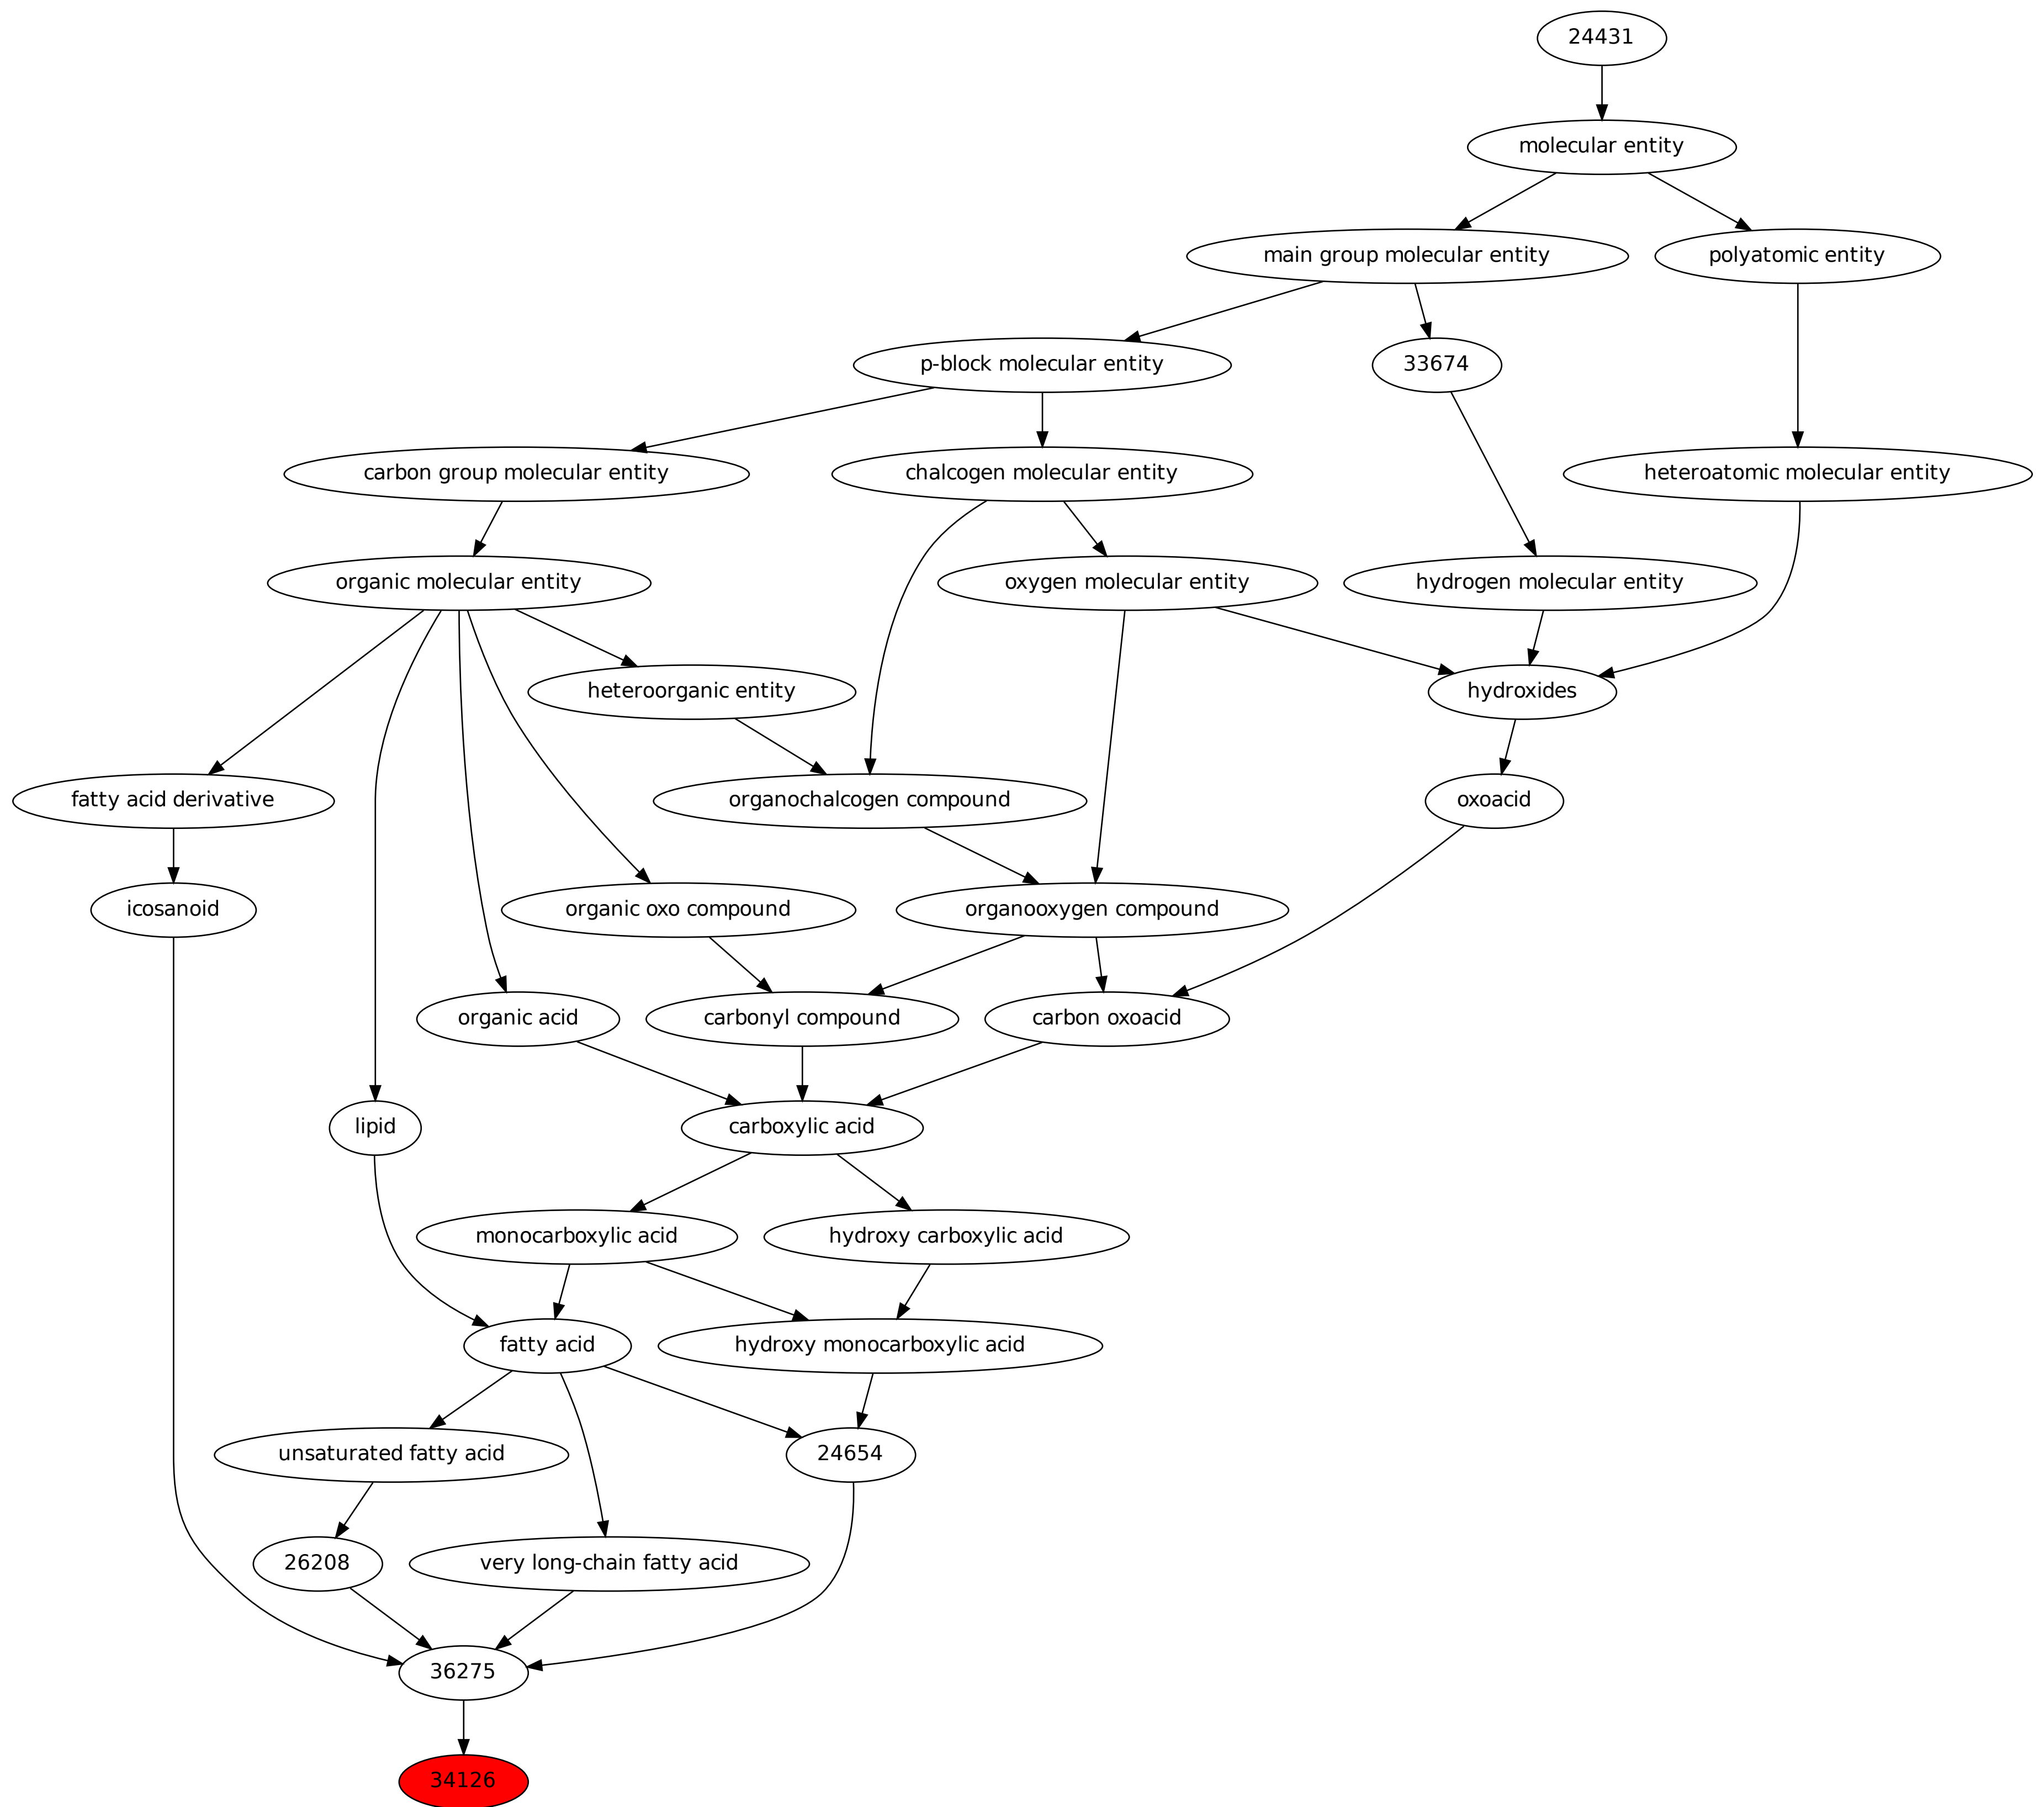 24431
molecular entity
main group molecular entity
polyatomic entity
p-block molecular entity
33674
carbon group molecular entity
chalcogen molecular entity
heteroatomic molecular entity
organic molecular entity
oxygen molecular entity
hydrogen molecular entity
heteroorganic entity
hydroxides
fatty acid derivative
organochalcogen compound
oxoacid
icosanoid
organic oxo compound
organooxygen compound
organic acid
carbonyl compound
carbon oxoacid
lipid
carboxylic acid
monocarboxylic acid
hydroxy carboxylic acid
fatty acid
hydroxy monocarboxylic acid
unsaturated fatty acid
24654
26208
very long-chain fatty acid
36275
34126